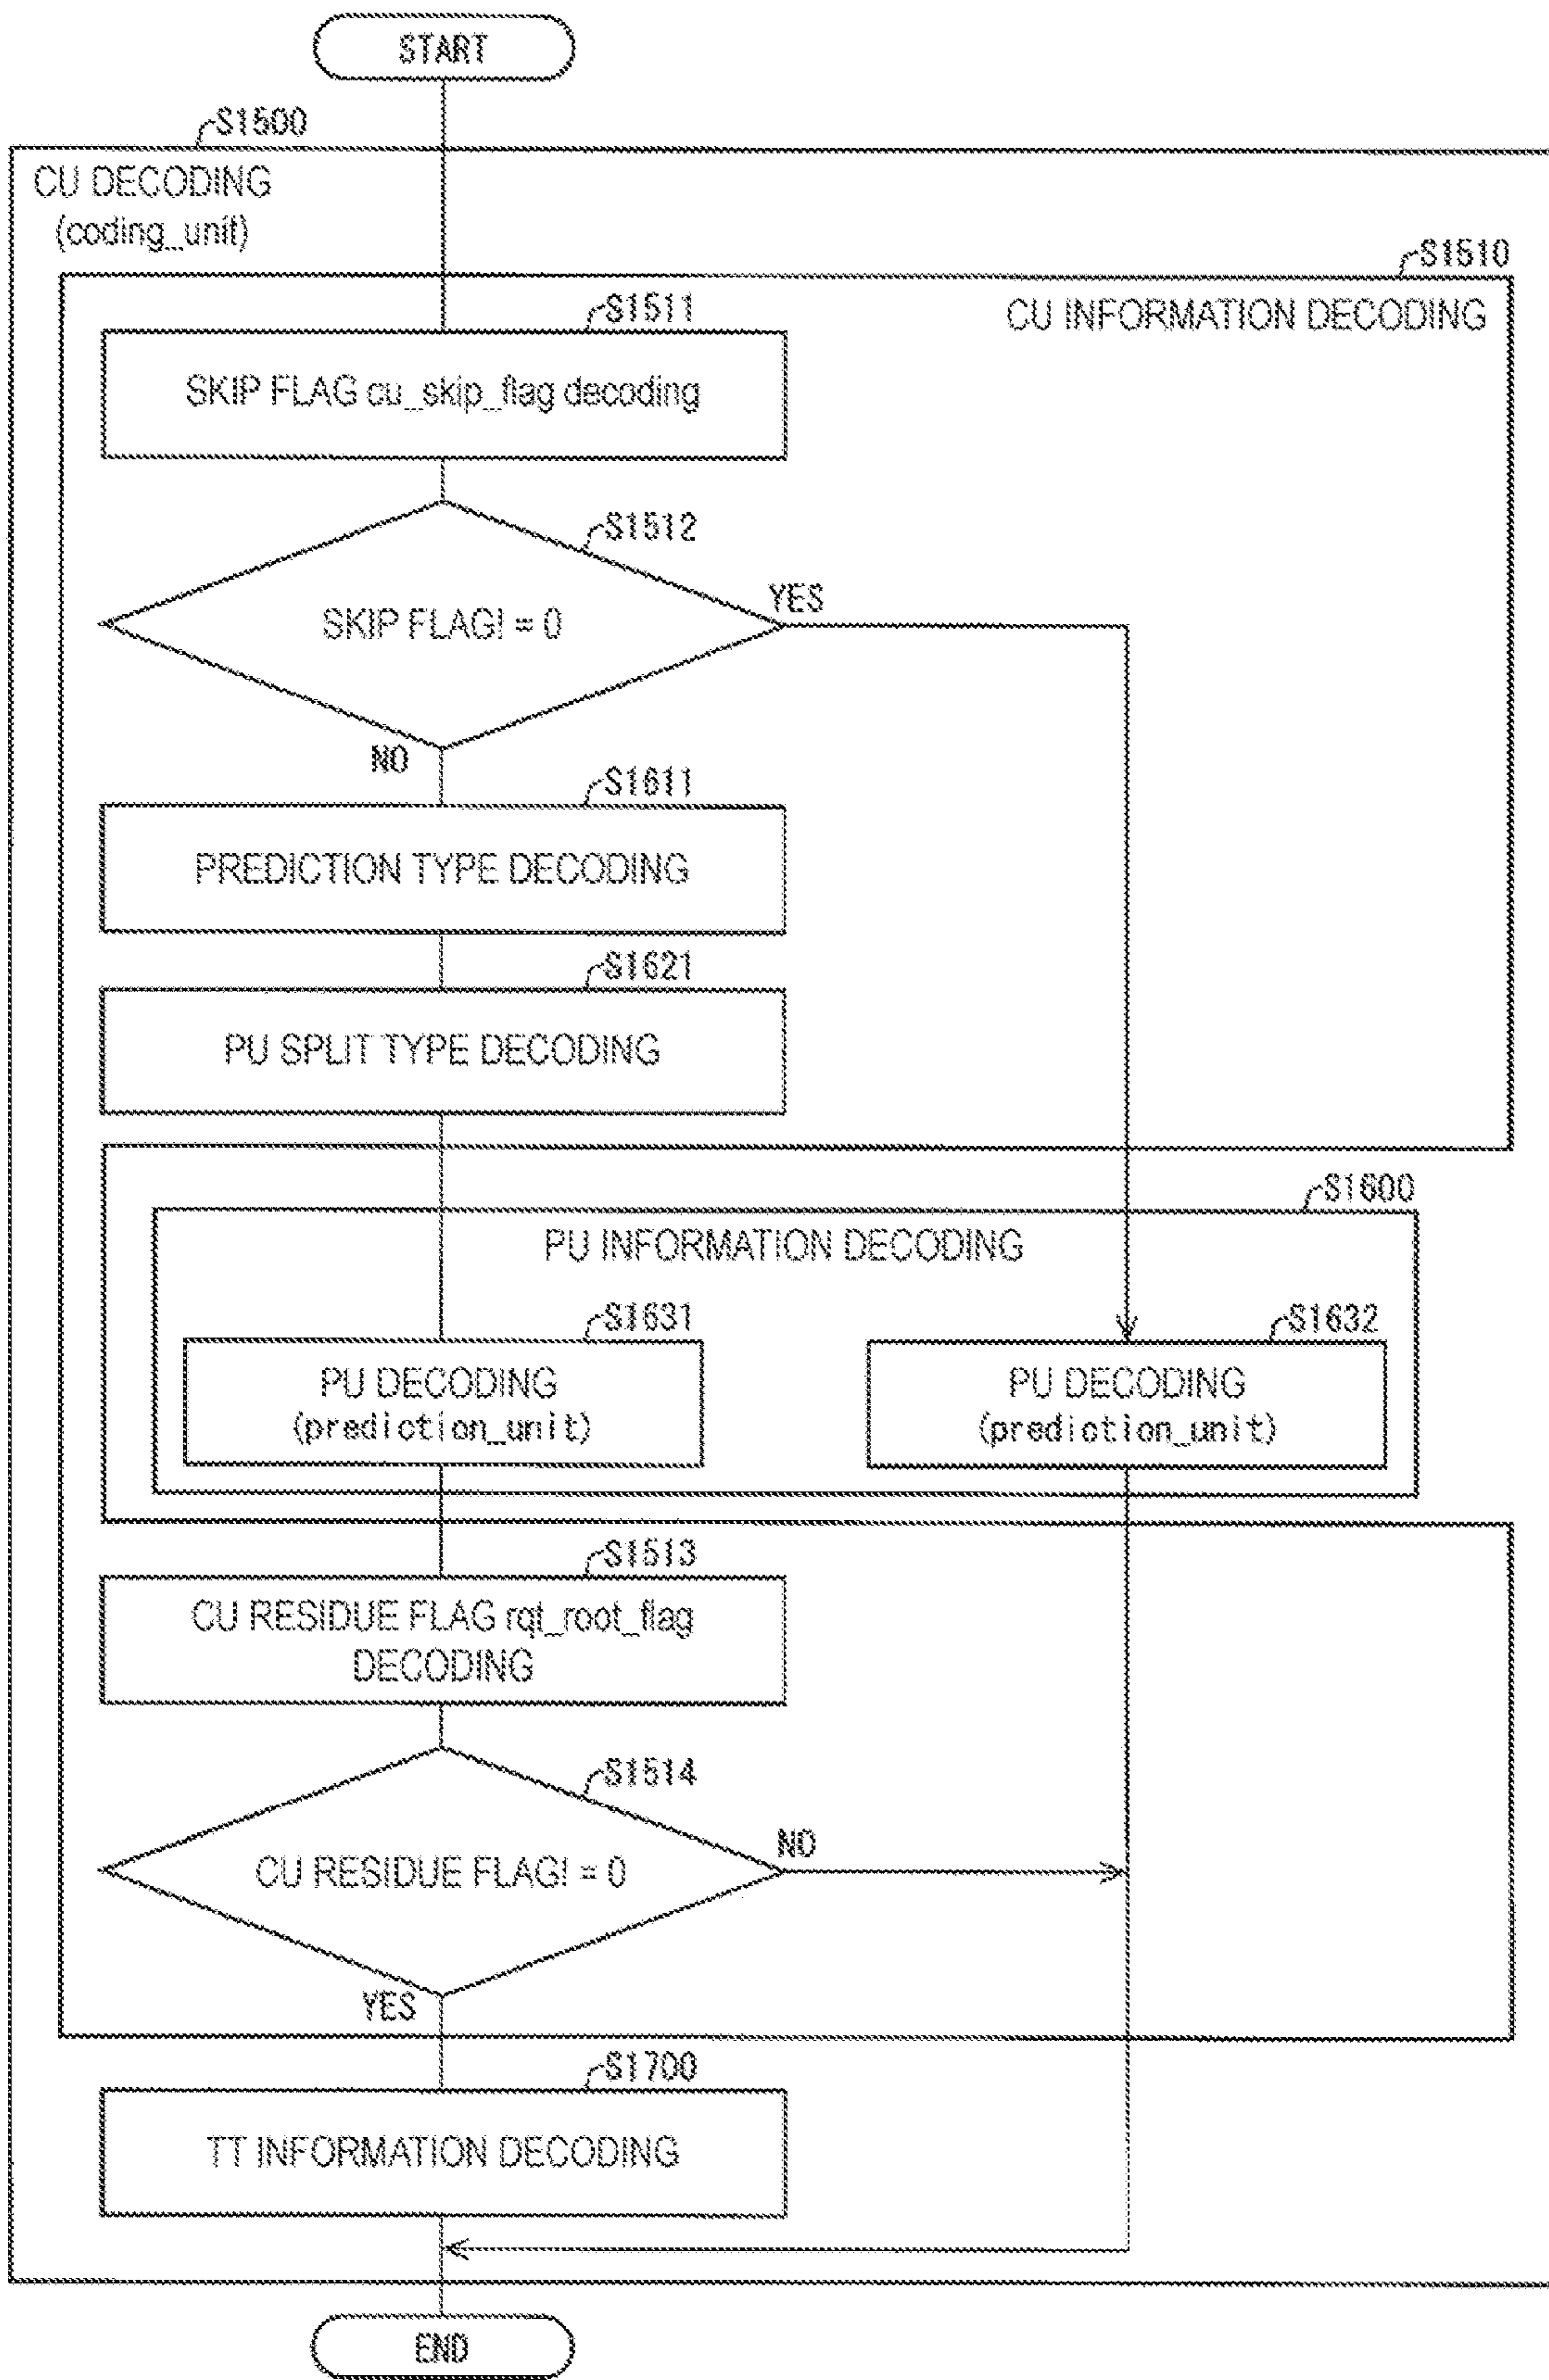 START
S1500
CU DECODING
(coding_unit)
S1510
CU INFORMATION DECODING
S1511
SKIP FLAG cu_skip_flag decoding
S1512
SKIP FLAG! = 0
YES
NO
S1611
PREDICTION TYPE DECODING
S1621
PU SPLIT TYPE DECODING
S1600
PU INFORMATION DECODING
S1631
PU DECODING
(prediction_unit)
S1632
PU DECODING
(prediction_unit)
S1513
CU RESIDUE FLAG rqt_root_flag
DECODING
S1514
CU RESIDUE FLAG! = 0
NO
YES
S1700
TT INFORMATION DECODING
END